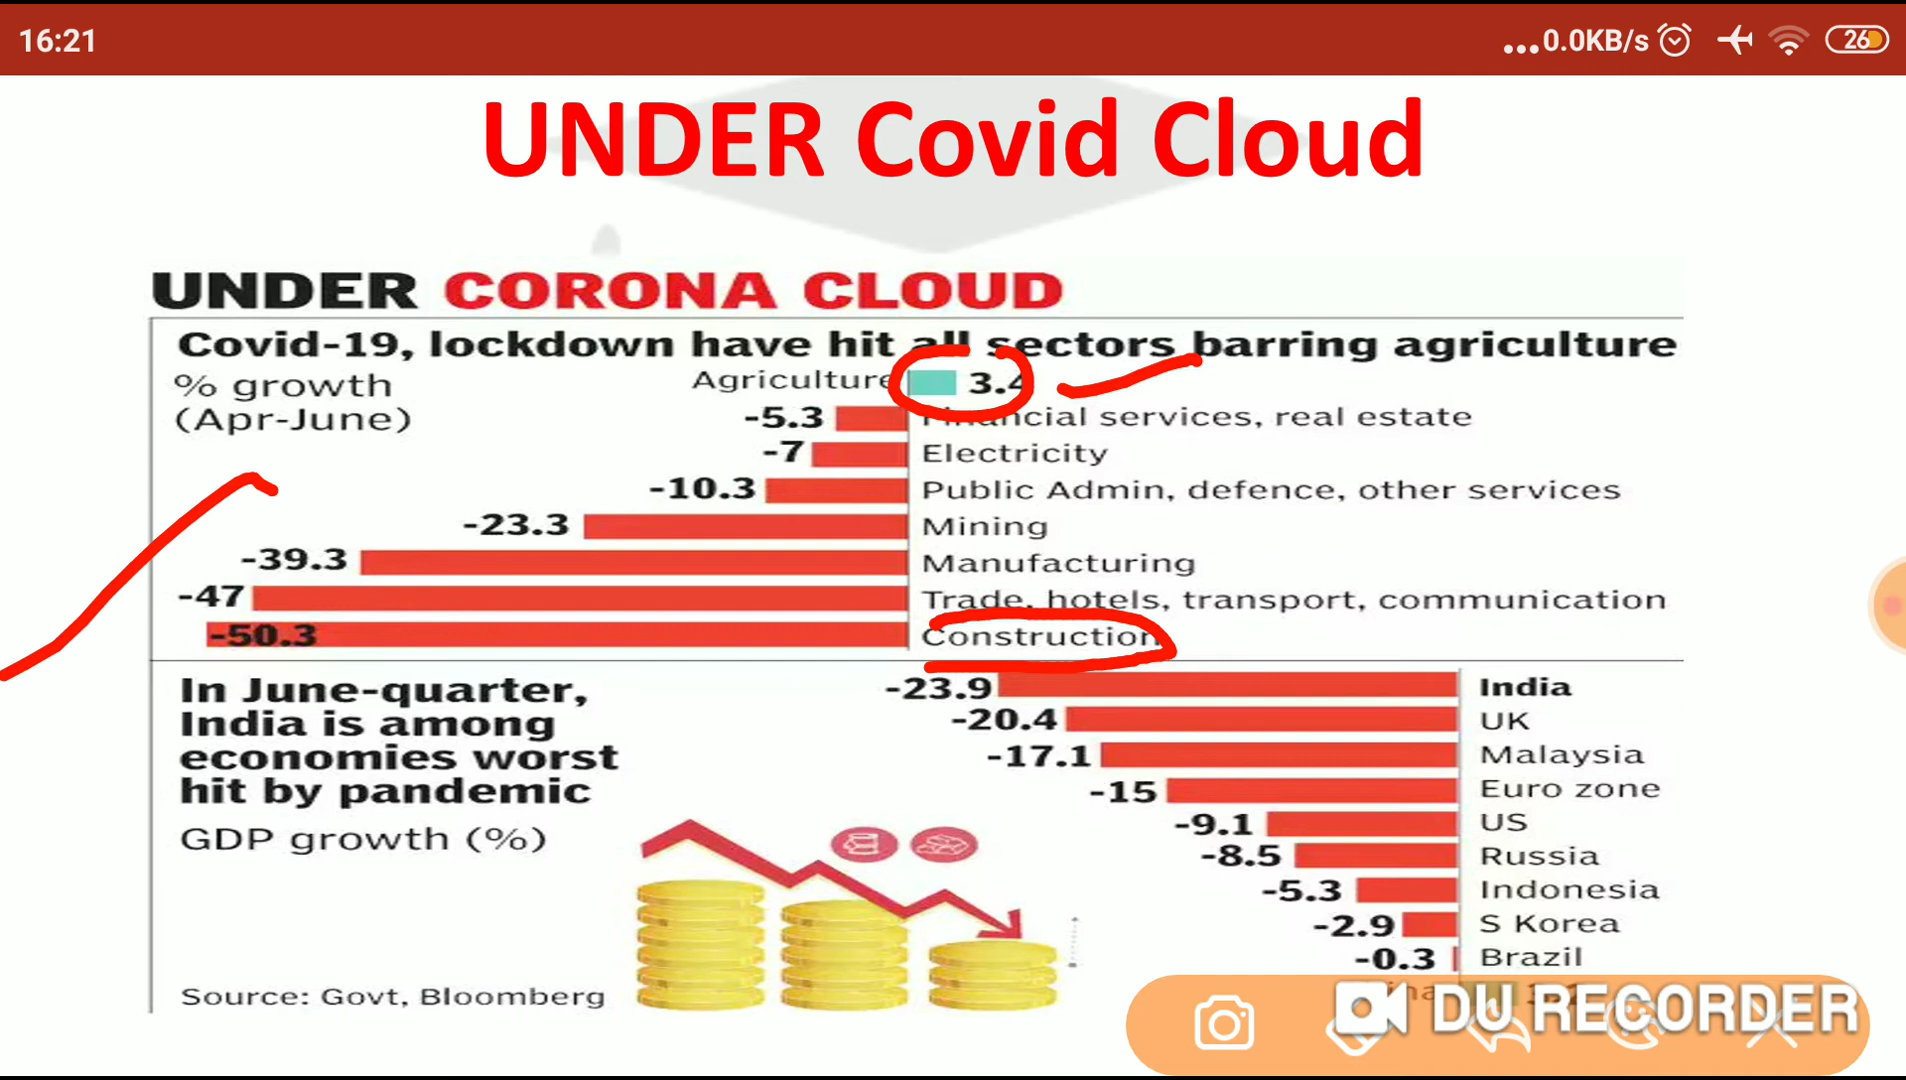 16:21
...0.0KB/s
26
UNDER Covid Cloud
UNDER CORONA CLOUD
Covid-19, lockdown have hit all sectors barring agriculture
% growth
(Apr-June)
Agriculture 3.4
-5.3 Financial services, real estate
-7 Electricity
-10.3 Public Admin, defence, other services
-23.3 Mining
-39.3 Manufacturing
-47 Trade, hotels, transport, communication
-50.3 Construction
In June-quarter,
India is among
economies worst
hit by pandemic
GDP growth (%)
-23.9 India
-20.4 UK
-17.1 Malaysia
-15 Euro zone
-9.1 US
-8.5 Russia
-5.3 Indonesia
-2.9 S Korea
-0.3 Brazil
Source: Govt, Bloomberg
DU RECORDER